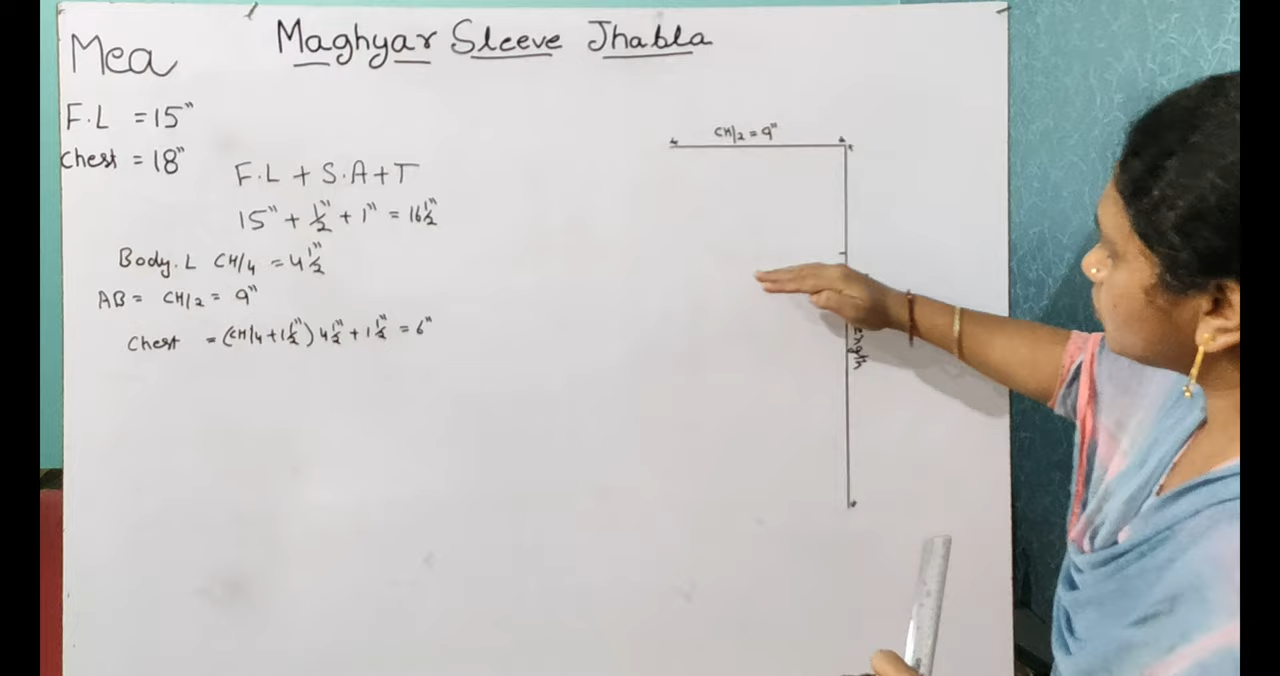 Maghyar Sleeve Jhabla
Mea
F.L = 15"
Chest = 18"
F.L + S.A + T
15" + 1/2" + 1" = 16 1/2"
Body.L CH/4 = 4 1/2"
AB = CH/2 = 9"
Chest = (CH/4 + 1 1/2") 4 1/2" + 1 1/2" = 6"
CH/2 = 9"